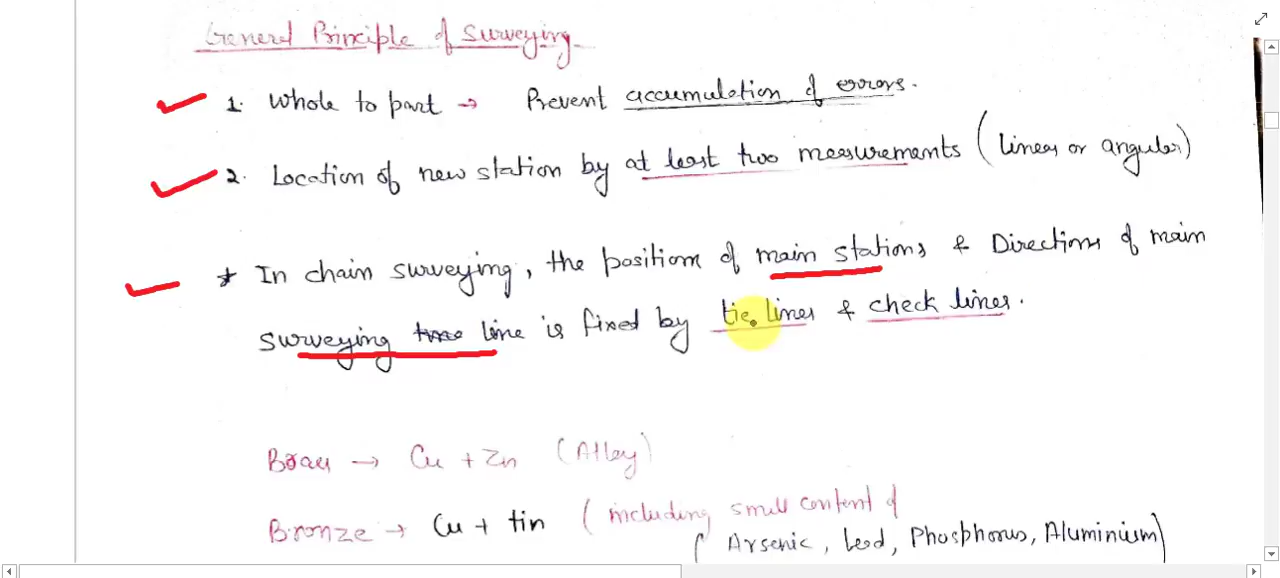 General Principle of Surveying
1. Whole to part → Prevent accumulation of errors.
2. Location of new station by at least two measurements (linear or angular)
* In chain surveying, the position of main stations & Directions of main
surveying line is fixed by tie lines & check lines.
Brass → Cu + Zn (Alloy)
Bronze → Cu + tin (including small content of
Arsenic, Lead, Phosphorus, Aluminium)